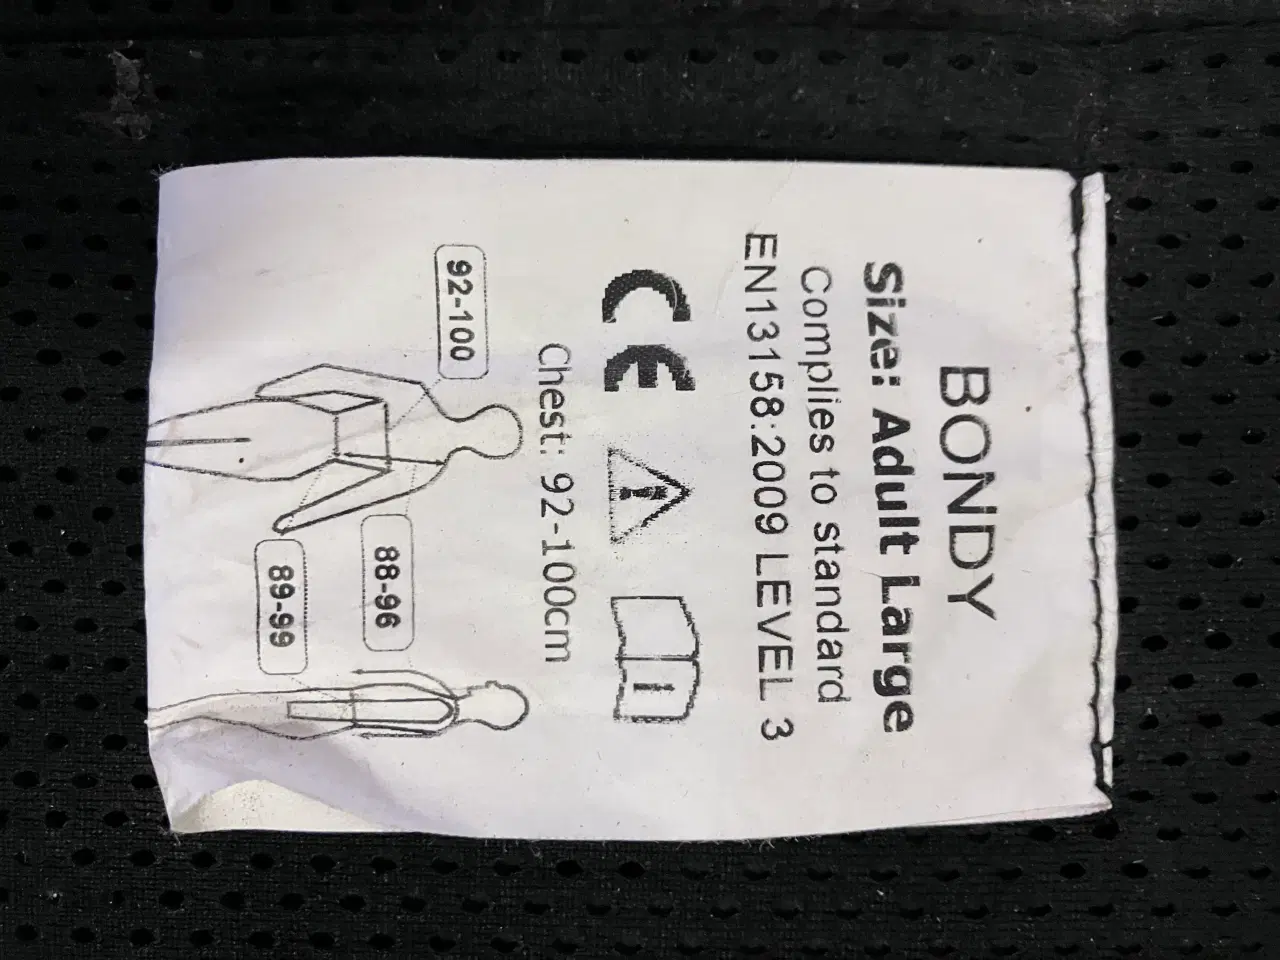 BONDY
Size: Adult Large
Complies to standard
EN13158:2009 LEVEL 3
CE
Chest: 92-100cm
92-100
88-96
89-99